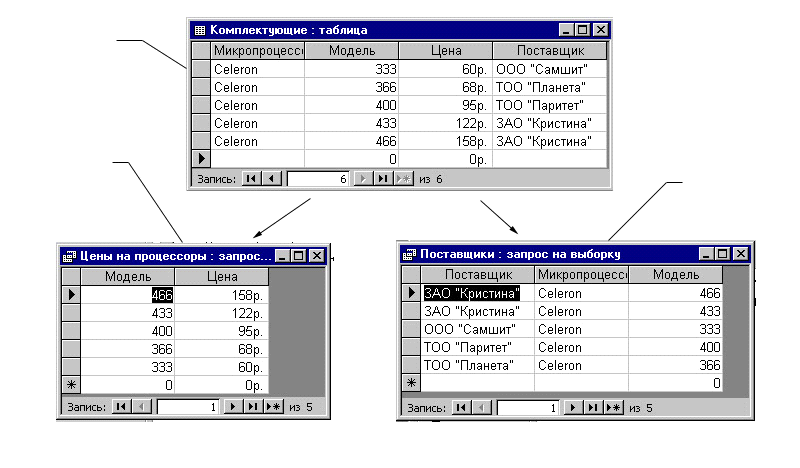 Комплектующие : таблица
Микропроцессо Модель Цена Поставщик
Celeron 333 60р. ООО "Самшит"
Celeron 366 68р. ТОО "Планета"
Celeron 400 95р. ТОО "Паритет"
Celeron 433 122р. ЗАО "Кристина"
Celeron 466 158р. ЗАО "Кристина"
0 0р.
Запись: 6 из 6
Цены на процессоры : запрос...
Модель Цена
466 158р.
433 122р.
400 95р.
366 68р.
333 60р.
0 0р.
Запись: 1 из 5
Поставщики : запрос на выборку
Поставщик Микропроцессо Модель
ЗАО "Кристина" Celeron 466
ЗАО "Кристина" Celeron 433
ООО "Самшит" Celeron 333
ТОО "Паритет" Celeron 400
ТОО "Планета" Celeron 366
0
Запись: 1 из 5